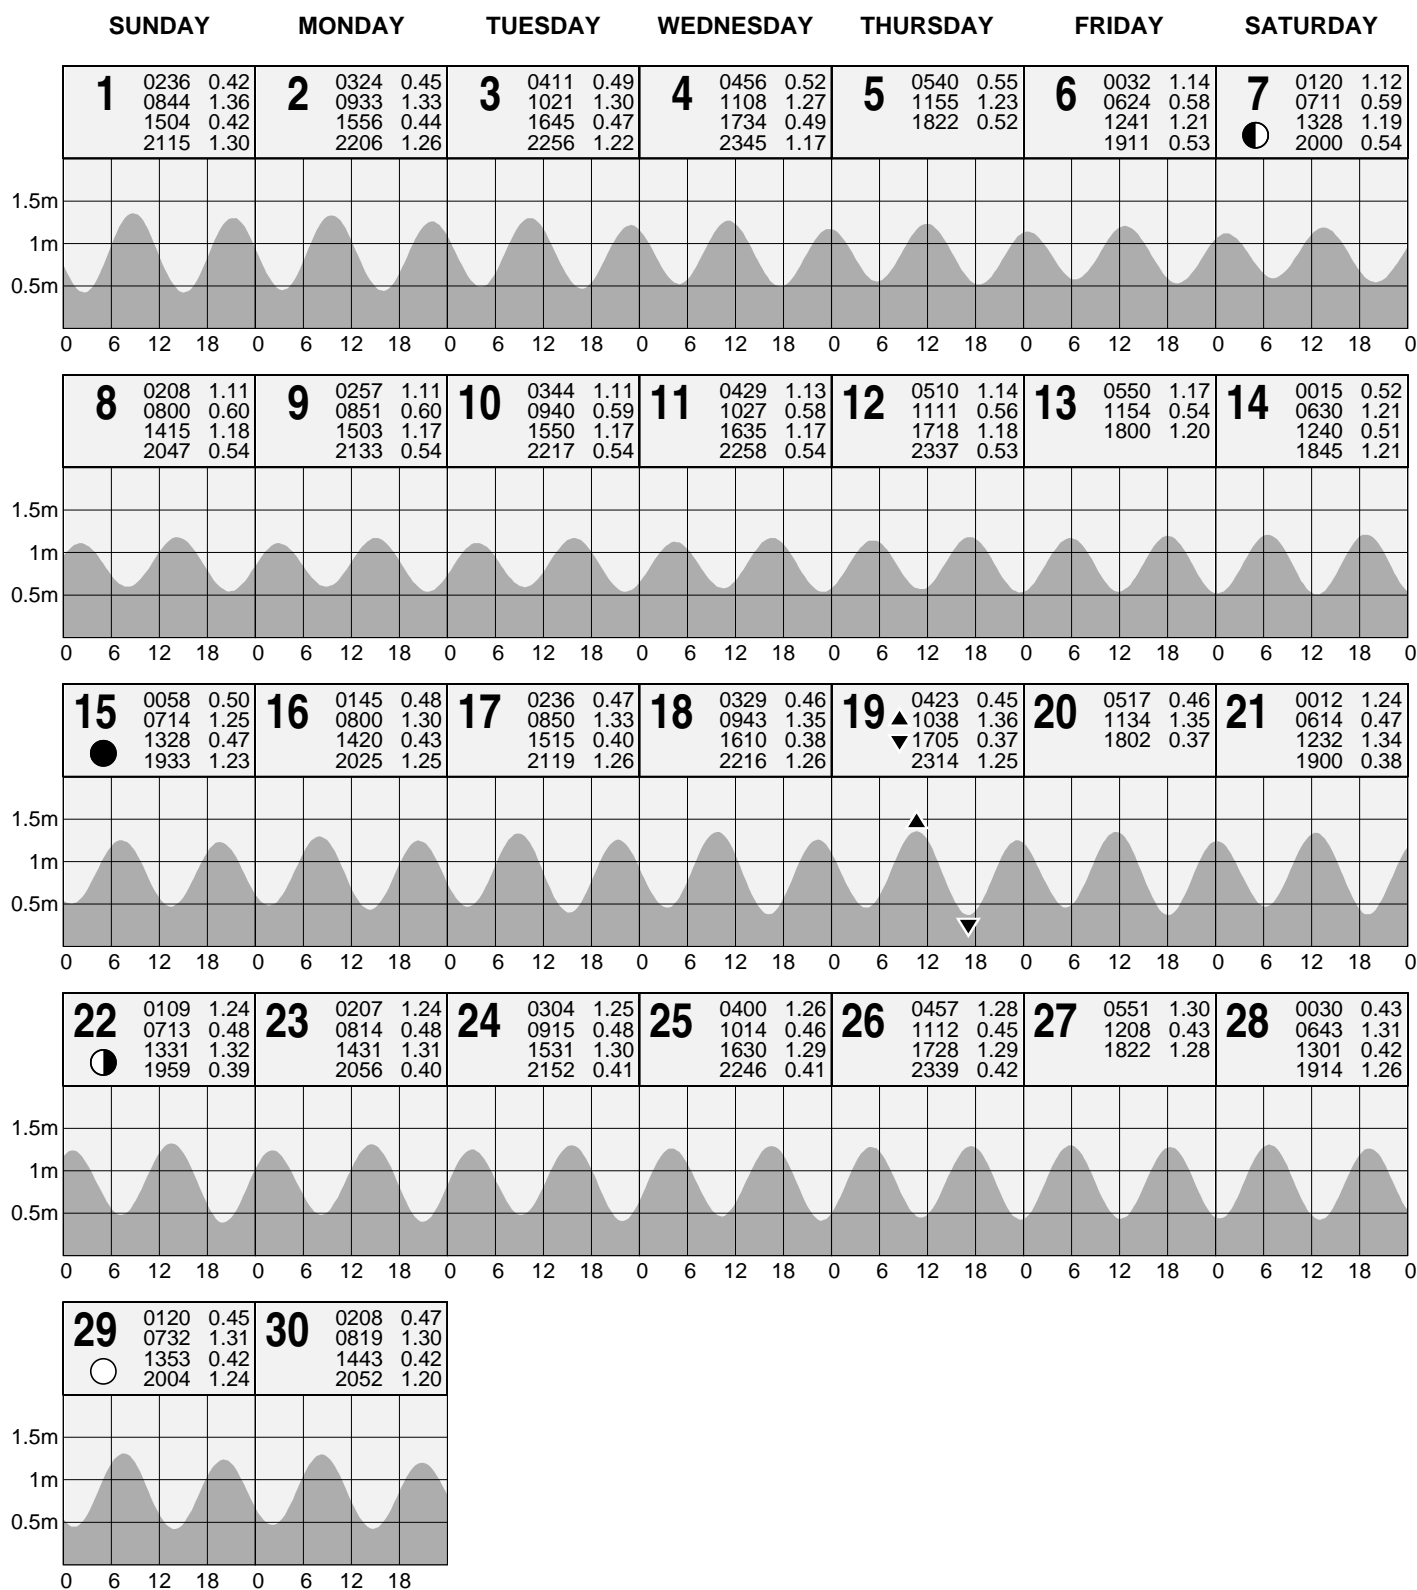 SUNDAY MONDAY TUESDAY WEDNESDAY THURSDAY FRIDAY SATURDAY
1 0236 0.42
0844 1.36
1504 0.42
2115 1.30
2 0324 0.45
0933 1.33
1556 0.44
2206 1.26
3 0411 0.49
1021 1.30
1645 0.47
2256 1.22
4 0456 0.52
1108 1.27
1734 0.49
2345 1.17
5 0540 0.55
1155 1.23
1822 0.52
6 0032 1.14
0624 0.58
1241 1.21
1911 0.53
7 0120 1.12
0711 0.59
1328 1.19
2000 0.54
1.5m
1m
0.5m
0 6 12 18 0 6 12 18 0 6 12 18 0 6 12 18 0 6 12 18 0 6 12 18 0 6 12 18 0
8 0208 1.11
0800 0.60
1415 1.18
2047 0.54
9 0257 1.11
0851 0.60
1503 1.17
2133 0.54
10 0344 1.11
0940 0.59
1550 1.17
2217 0.54
11 0429 1.13
1027 0.58
1635 1.17
2258 0.54
12 0510 1.14
1111 0.56
1718 1.18
2337 0.53
13 0550 1.17
1154 0.54
1800 1.20
14 0015 0.52
0630 1.21
1240 0.51
1845 1.21
1.5m
1m
0.5m
0 6 12 18 0 6 12 18 0 6 12 18 0 6 12 18 0 6 12 18 0 6 12 18 0 6 12 18 0
15 0058 0.50
0714 1.25
1328 0.47
1933 1.23
16 0145 0.48
0800 1.30
1420 0.43
2025 1.25
17 0236 0.47
0850 1.33
1515 0.40
2119 1.26
18 0329 0.46
0943 1.35
1610 0.38
2216 1.26
19 0423 0.45
1038 1.36
1705 0.37
2314 1.25
20 0517 0.46
1134 1.35
1802 0.37
21 0012 1.24
0614 0.47
1232 1.34
1900 0.38
1.5m
1m
0.5m
0 6 12 18 0 6 12 18 0 6 12 18 0 6 12 18 0 6 12 18 0 6 12 18 0 6 12 18 0
22 0109 1.24
0713 0.48
1331 1.32
1959 0.39
23 0207 1.24
0814 0.48
1431 1.31
2056 0.40
24 0304 1.25
0915 0.48
1531 1.30
2152 0.41
25 0400 1.26
1014 0.46
1630 1.29
2246 0.41
26 0457 1.28
1112 0.45
1728 1.29
2339 0.42
27 0551 1.30
1208 0.43
1822 1.28
28 0030 0.43
0643 1.31
1301 0.42
1914 1.26
1.5m
1m
0.5m
0 6 12 18 0 6 12 18 0 6 12 18 0 6 12 18 0 6 12 18 0 6 12 18 0 6 12 18 0
29 0120 0.45
0732 1.31
1353 0.42
2004 1.24
30 0208 0.47
0819 1.30
1443 0.42
2052 1.20
1.5m
1m
0.5m
0 6 12 18 0 6 12 18